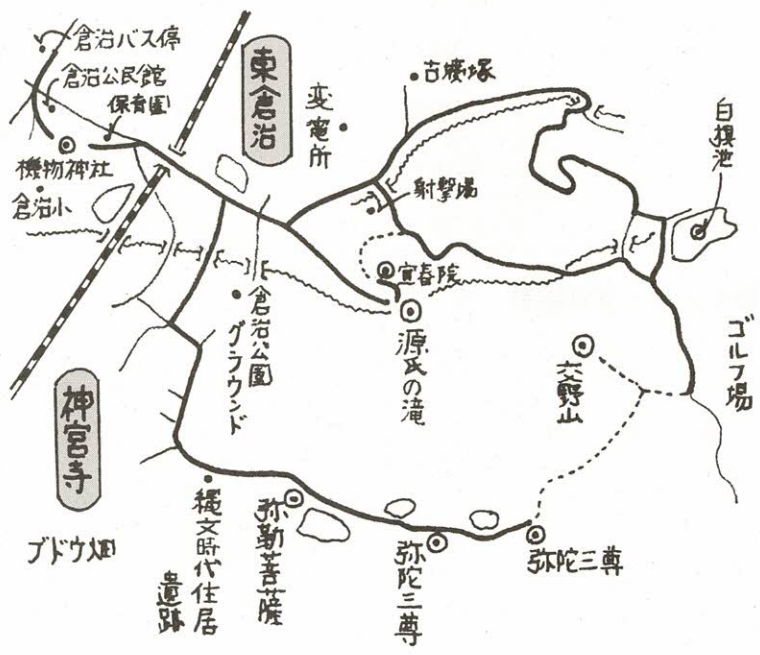 倉治バス停
倉治公民館
保育園
機物神社
倉治小
東倉治
変電所
古墳塚
射撃場
白旗池
宜春院
源氏の滝
倉治公園
グラウンド
交野山
ゴルフ場
神宮寺
ブドウ畑
縄文時代住居
遺跡
弥勒菩薩
弥陀三尊
弥陀三尊